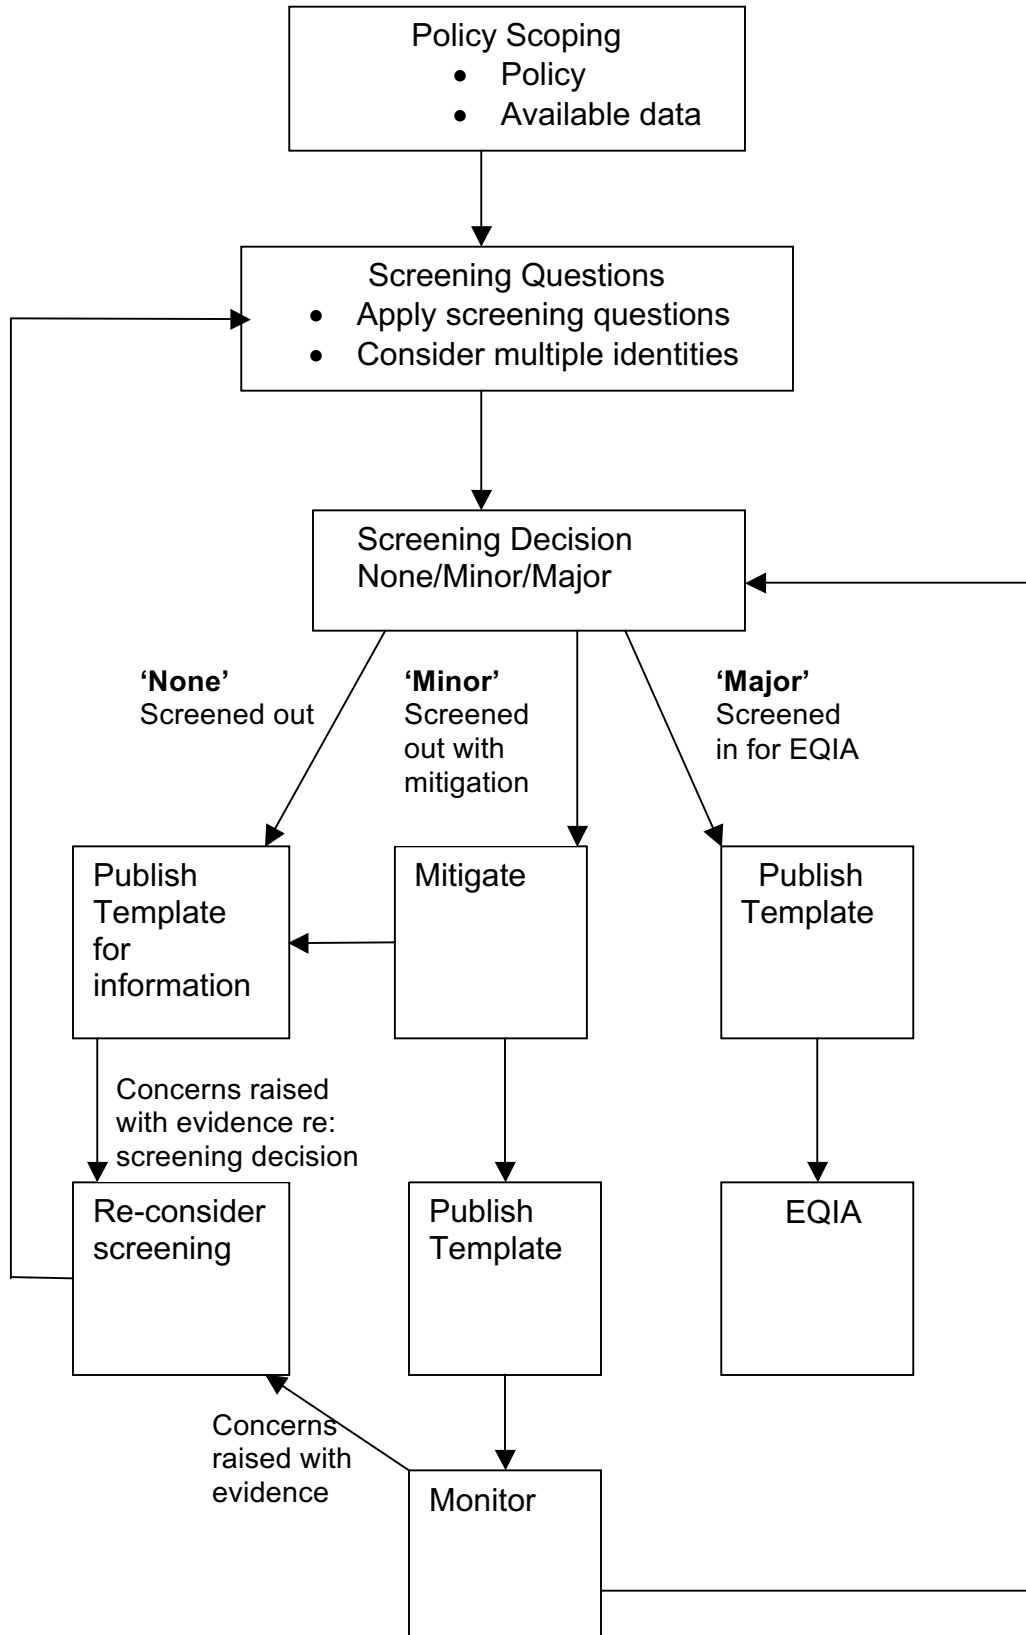 Policy Scoping
• Policy
• Available data
Screening Questions
• Apply screening questions
• Consider multiple identities
Screening Decision
None/Minor/Major
‘None’
Screened out
‘Minor’
Screened
out with
mitigation
‘Major’
Screened
in for EQIA
Publish
Template
for
information
Mitigate
Publish
Template
Concerns raised
with evidence re:
screening decision
Re-consider
screening
Publish
Template
EQIA
Concerns
raised with
evidence
Monitor